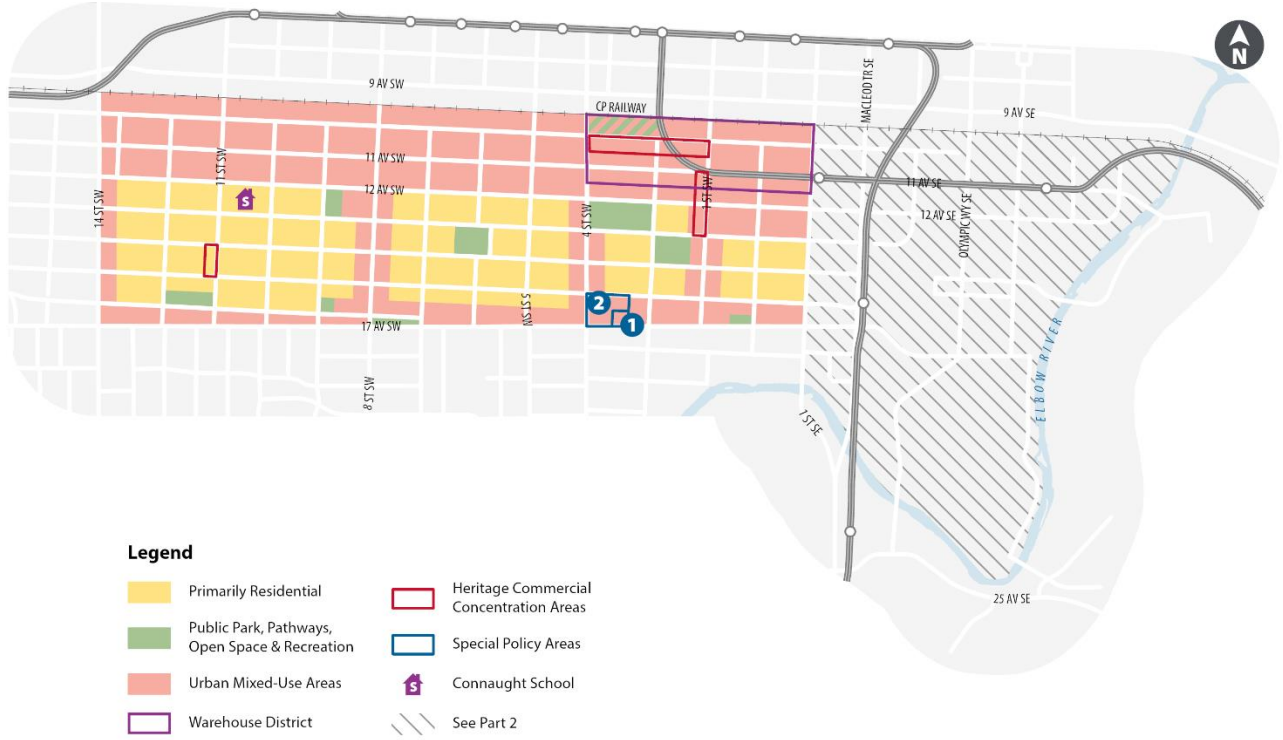 N
9 AV SW
CP RAILWAY
MACLEOD TR SE
9 AV SE
11 ST SW
11 AV SW
12 AV SW
14 ST SW
S
4 ST SW
1 ST SW
11 AV SE
12 AV SE
OLYMPIC WY SE
5 ST SW
2
1
17 AV SW
8 ST SW
1 ST SE
ELBOW RIVER
25 AV SE
Legend
Primarily Residential
Public Park, Pathways,
Open Space & Recreation
Urban Mixed-Use Areas
Warehouse District
Heritage Commercial
Concentration Areas
Special Policy Areas
S
Connaught School
See Part 2